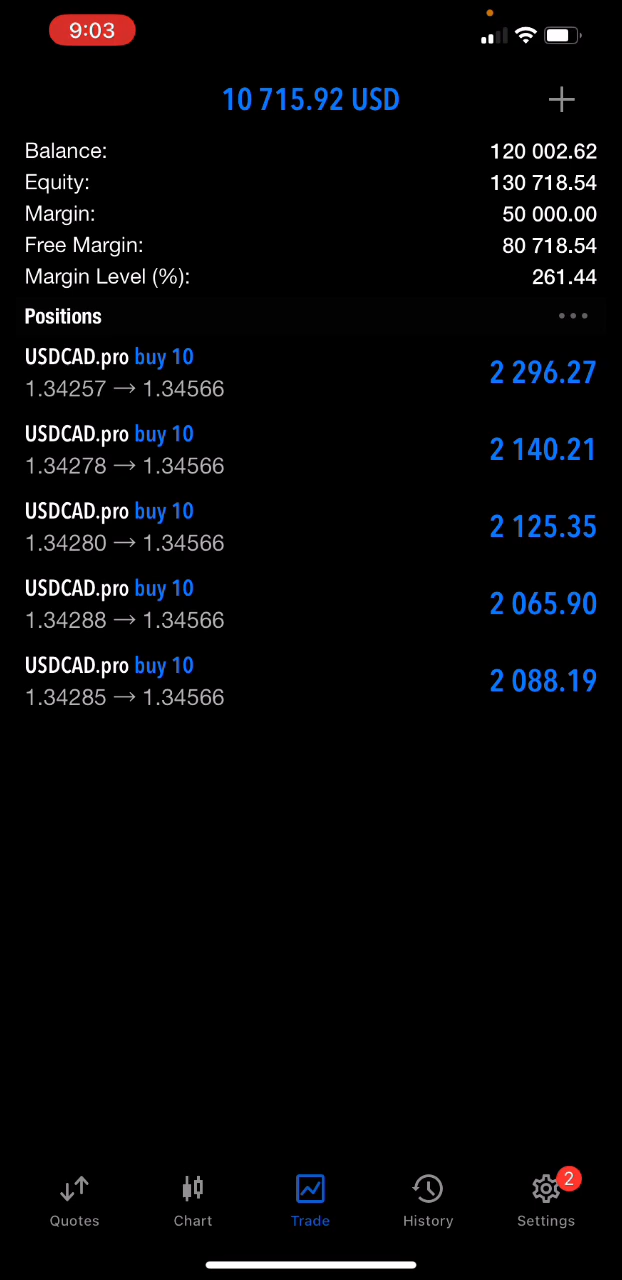 9:03
10 715.92 USD
Balance: 120 002.62
Equity: 130 718.54
Margin: 50 000.00
Free Margin: 80 718.54
Margin Level (%): 261.44
Positions
USDCAD.pro buy 10
1.34257 → 1.34566
2 296.27
USDCAD.pro buy 10
1.34278 → 1.34566
2 140.21
USDCAD.pro buy 10
1.34280 → 1.34566
2 125.35
USDCAD.pro buy 10
1.34288 → 1.34566
2 065.90
USDCAD.pro buy 10
1.34285 → 1.34566
2 088.19
2
Quotes Chart Trade History Settings